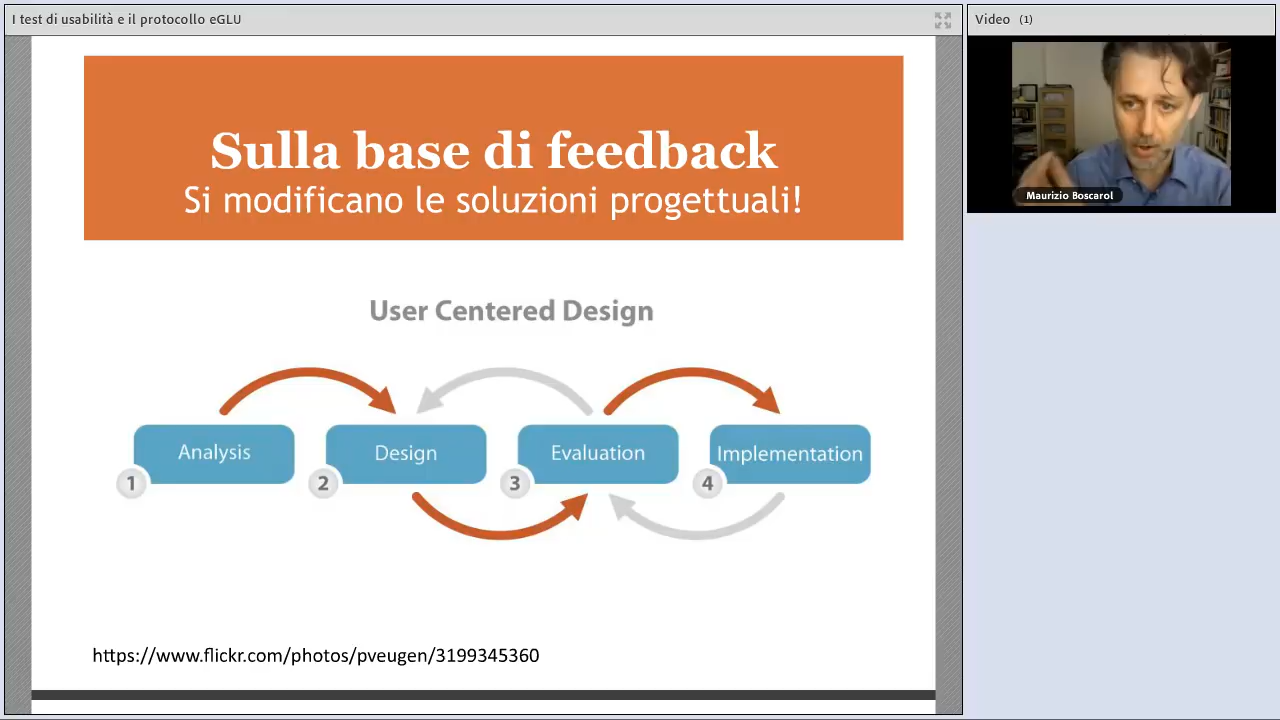 I test di usabilità e il protocollo eGLU
Video (1)
Maurizio Boscarol
Sulla base di feedback
Si modificano le soluzioni progettuali!
User Centered Design
Analysis
Design
Evaluation
Implementation
1
2
3
4
https://www.flickr.com/photos/pveugen/3199345360